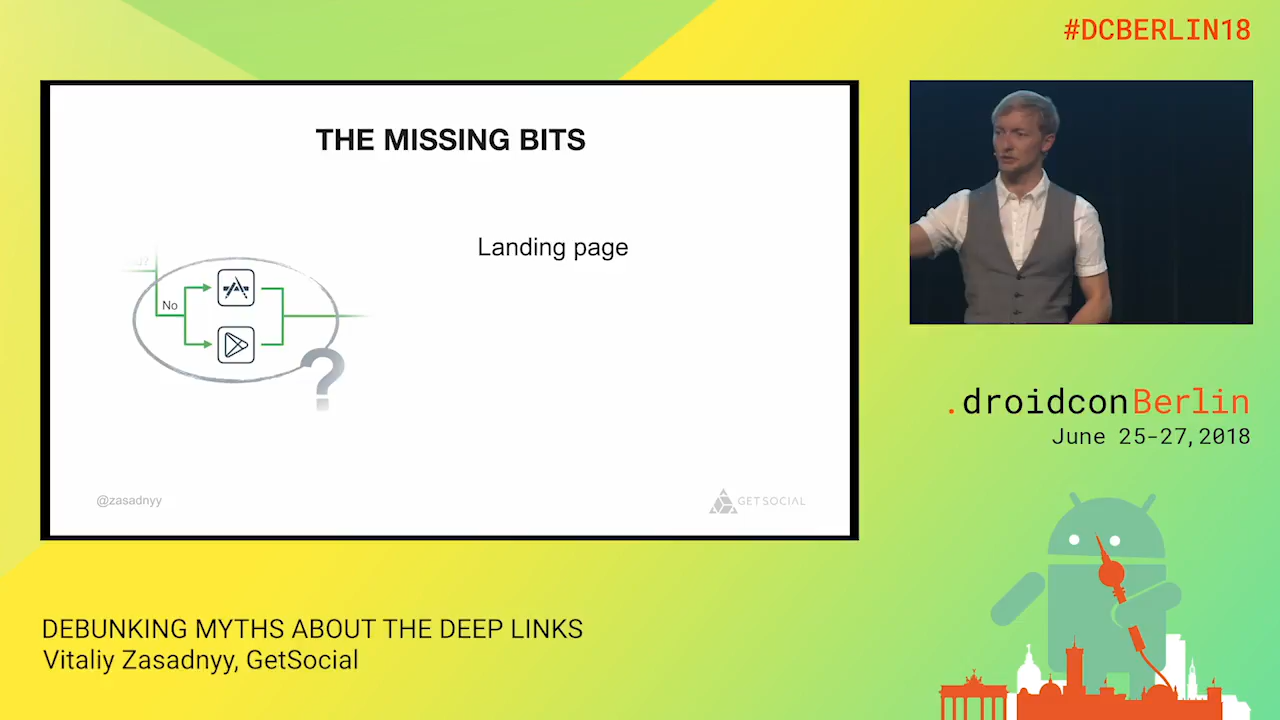 #DCBERLIN18
THE MISSING BITS
Landing page
No
?
@zasadnyy
GETSOCIAL
.droidconBerlin
June 25-27,2018
DEBUNKING MYTHS ABOUT THE DEEP LINKS
Vitaliy Zasadnyy, GetSocial